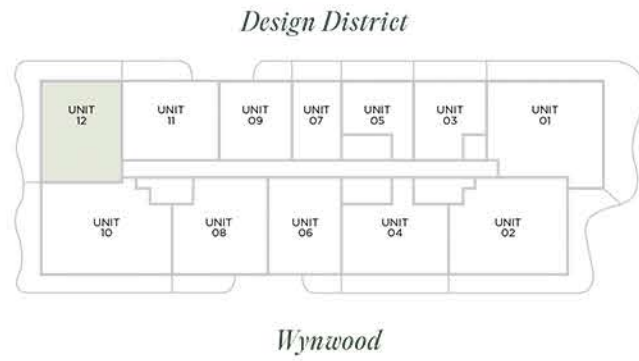 Design District
UNIT
12
UNIT
11
UNIT
09
UNIT
07
UNIT
05
UNIT
03
UNIT
01
UNIT
10
UNIT
08
UNIT
06
UNIT
04
UNIT
02
Wynwood